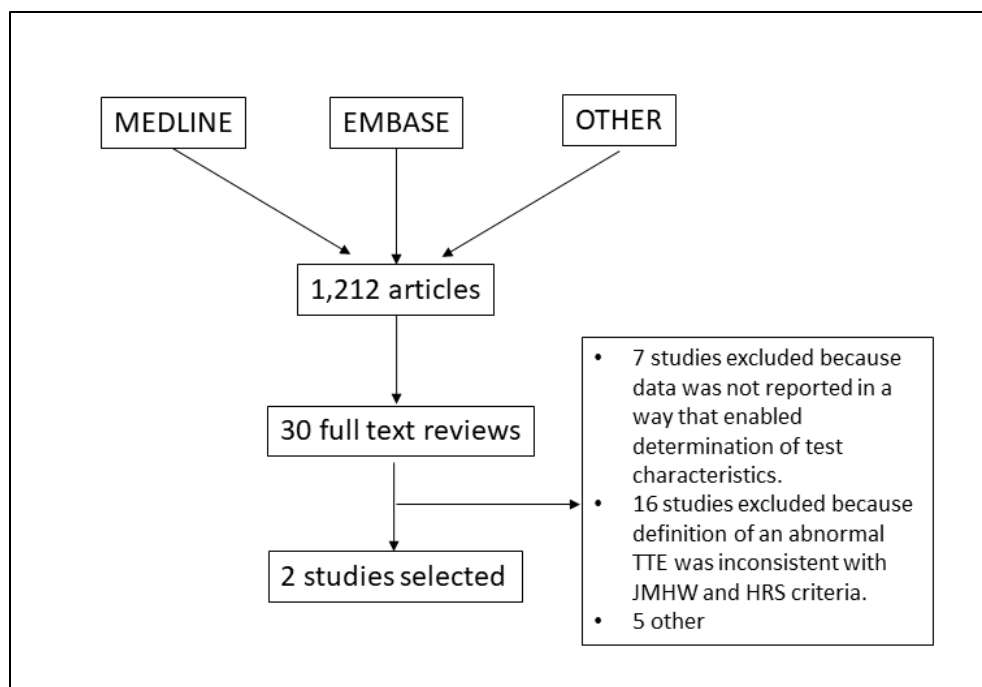 MEDLINE
EMBASE
OTHER
1,212 articles
30 full text reviews
• 7 studies excluded because
data was not reported in a
way that enabled
determination of test
characteristics.
• 16 studies excluded because
definition of an abnormal
TTE was inconsistent with
JMHW and HRS criteria.
• 5 other
2 studies selected